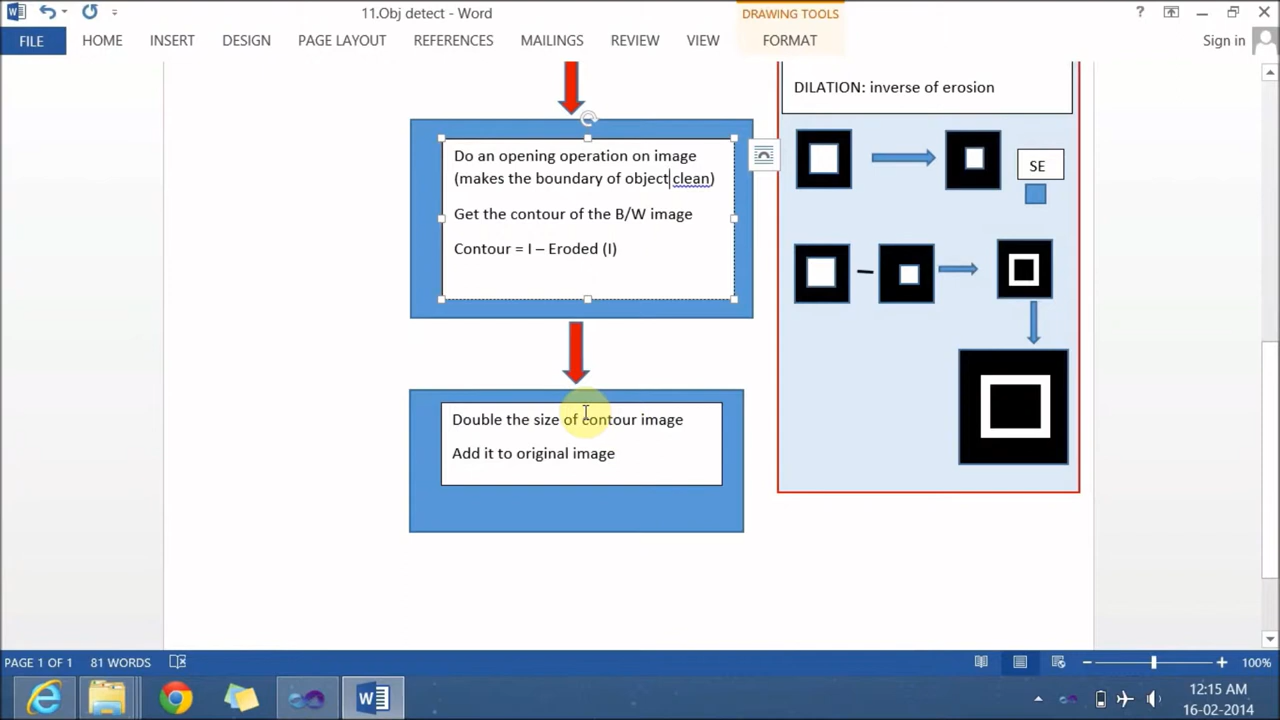 11.Obj detect - Word
DRAWING TOOLS
?
FILE
HOME
INSERT
DESIGN
PAGE LAYOUT
REFERENCES
MAILINGS
REVIEW
VIEW
FORMAT
Sign in
DILATION: inverse of erosion
SE
Do an opening operation on image
(makes the boundary of object clean)
Get the contour of the B/W image
Contour = I – Eroded (I)
Double the size of contour image
Add it to original image
PAGE 1 OF 1
81 WORDS
100%
12:15 AM
16-02-2014